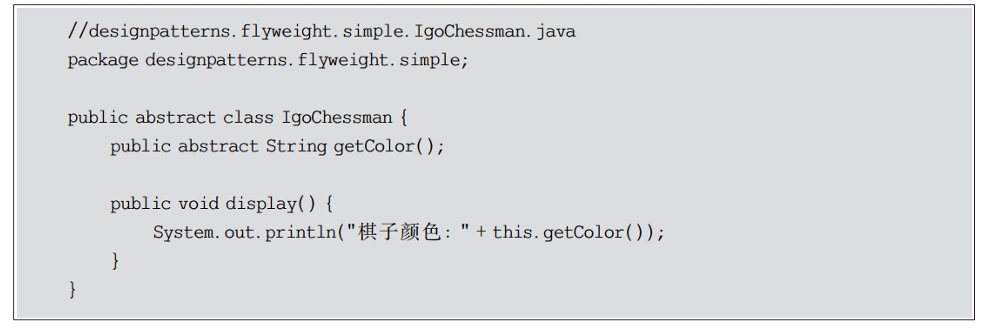 //designpatterns.flyweight.simple.IgoChessman.java
package designpatterns.flyweight.simple;
public abstract class IgoChessman {
public abstract String getColor();
public void display() {
System.out.println("棋子颜色：" + this.getColor());
}
}